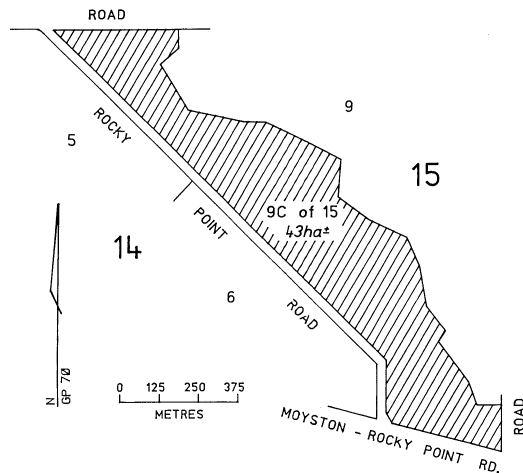 ROAD
9
5
ROCKY
15
9C of 15
43ha±
POINT
14
6
ROAD
N
GP 70
0 125 250 375
METRES
ROAD
MOYSTON - ROCKY POINT RD.